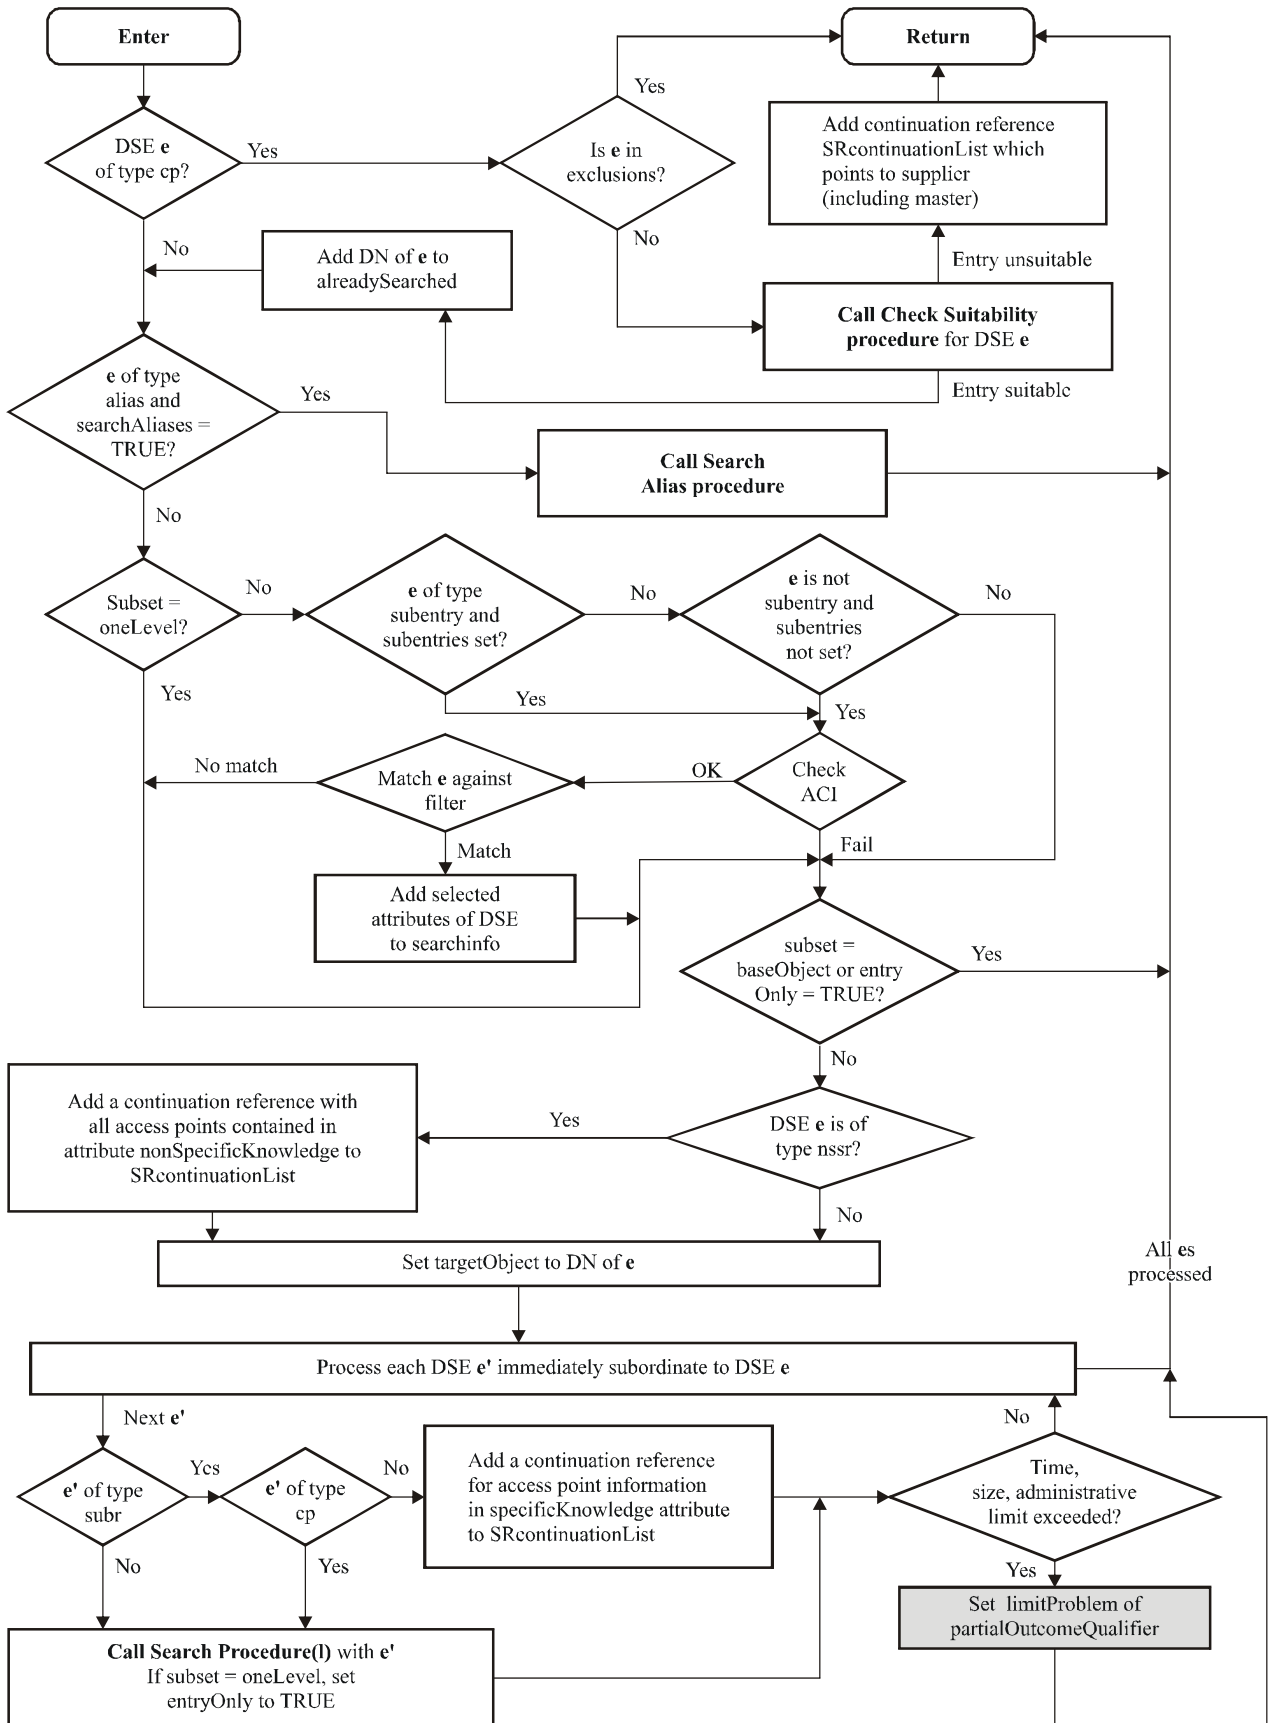 Enter
Return
Yes
DSE e
of type cp?
Yes
Is e in
exclusions?
Add continuation reference
SRcontinuationList which
points to supplier
(including master)
No
No
Add DN of e to
alreadySearched
Entry unsuitable
Call Check Suitability
procedure for DSE e
Entry suitable
e of type
alias and
searchAliases =
TRUE?
Yes
Call Search
Alias procedure
No
Subset =
oneLevel?
No
e of type
subentry and
subentries set?
No
e is not
subentry and
subentries
not set?
No
Yes
Yes
Yes
No match
Match e against
filter
OK
Check
ACI
Match
Fail
Add selected
attributes of DSE
to searchinfo
subset =
baseObject or entry
Only = TRUE?
Yes
No
Add a continuation reference with
all access points contained in
attribute nonSpecificKnowledge to
SRcontinuationList
Yes
DSE e is of
type nssr?
No
Set targetObject to DN of e
All es
processed
Process each DSE e' immediately subordinate to DSE e
Next e'
No
e' of type
subr
Yes
e' of type
cp
No
Add a continuation reference
for access point information
in specificKnowledge attribute
to SRcontinuationList
Time,
size, administrative
limit exceeded?
No
Yes
Yes
Set limitProblem of
partialOutcomeQualifier
Call Search Procedure(l) with e'
If subset = oneLevel, set
entryOnly to TRUE